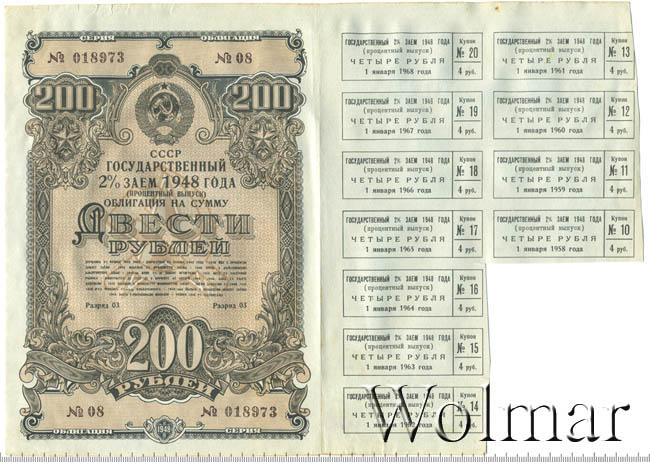 СЕРИЯ ОБЛИГАЦИЯ
№ 018973 № 08
200 200
СССР
ГОСУДАРСТВЕННЫЙ
2% ЗАЕМ 1948 ГОДА
(ПРОЦЕНТНЫЙ ВЫПУСК)
ОБЛИГАЦИЯ НА СУММУ
ДВЕСТИ
РУБЛЕЙ
Разряд 03 Разряд 03
200
РУБЛЕЙ
№ 08 № 018973
ОБЛИГАЦИЯ 1948 СЕРИЯ
ГОСУДАРСТВЕННЫЙ 2% ЗАЕМ 1948 ГОДА
(процентный выпуск)
ЧЕТЫРЕ РУБЛЯ
1 января 1968 года
Купон
№ 20
4 руб.
ГОСУДАРСТВЕННЫЙ 2% ЗАЕМ 1948 ГОДА
(процентный выпуск)
ЧЕТЫРЕ РУБЛЯ
1 января 1961 года
Купон
№ 13
4 руб.
ГОСУДАРСТВЕННЫЙ 2% ЗАЕМ 1948 ГОДА
(процентный выпуск)
ЧЕТЫРЕ РУБЛЯ
1 января 1967 года
Купон
№ 19
4 руб.
ГОСУДАРСТВЕННЫЙ 2% ЗАЕМ 1948 ГОДА
(процентный выпуск)
ЧЕТЫРЕ РУБЛЯ
1 января 1960 года
Купон
№ 12
4 руб.
ГОСУДАРСТВЕННЫЙ 2% ЗАЕМ 1948 ГОДА
(процентный выпуск)
ЧЕТЫРЕ РУБЛЯ
1 января 1966 года
Купон
№ 18
4 руб.
ГОСУДАРСТВЕННЫЙ 2% ЗАЕМ 1948 ГОДА
(процентный выпуск)
ЧЕТЫРЕ РУБЛЯ
1 января 1959 года
Купон
№ 11
4 руб.
ГОСУДАРСТВЕННЫЙ 2% ЗАЕМ 1948 ГОДА
(процентный выпуск)
ЧЕТЫРЕ РУБЛЯ
1 января 1965 года
Купон
№ 17
4 руб.
ГОСУДАРСТВЕННЫЙ 2% ЗАЕМ 1948 ГОДА
(процентный выпуск)
ЧЕТЫРЕ РУБЛЯ
1 января 1958 года
Купон
№ 10
4 руб.
ГОСУДАРСТВЕННЫЙ 2% ЗАЕМ 1948 ГОДА
(процентный выпуск)
ЧЕТЫРЕ РУБЛЯ
1 января 1964 года
Купон
№ 16
4 руб.
ГОСУДАРСТВЕННЫЙ 2% ЗАЕМ 1948 ГОДА
(процентный выпуск)
ЧЕТЫРЕ РУБЛЯ
1 января 1963 года
Купон
№ 15
4 руб.
ГОСУДАРСТВЕННЫЙ 2% ЗАЕМ 1948 ГОДА
(процентный выпуск)
ЧЕТЫРЕ РУБЛЯ
1 января 1962 года
Купон
№ 14
Wolmar